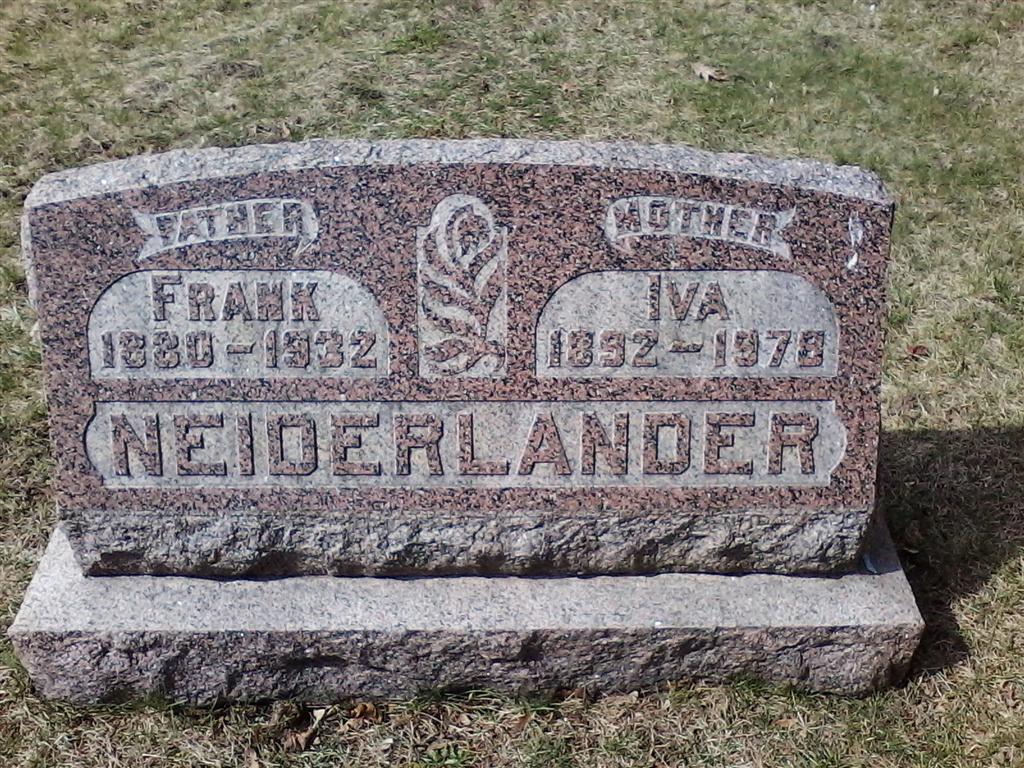 FATHER
MOTHER
FRANK
1880-1932
IVA
1892-1978
NEIDERLANDER